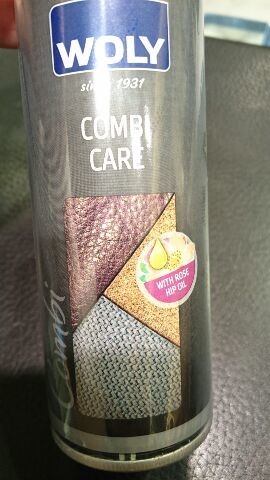 WOLY
since 1931
COMBI
CARE
WITH ROSE
HIP OIL
Combi